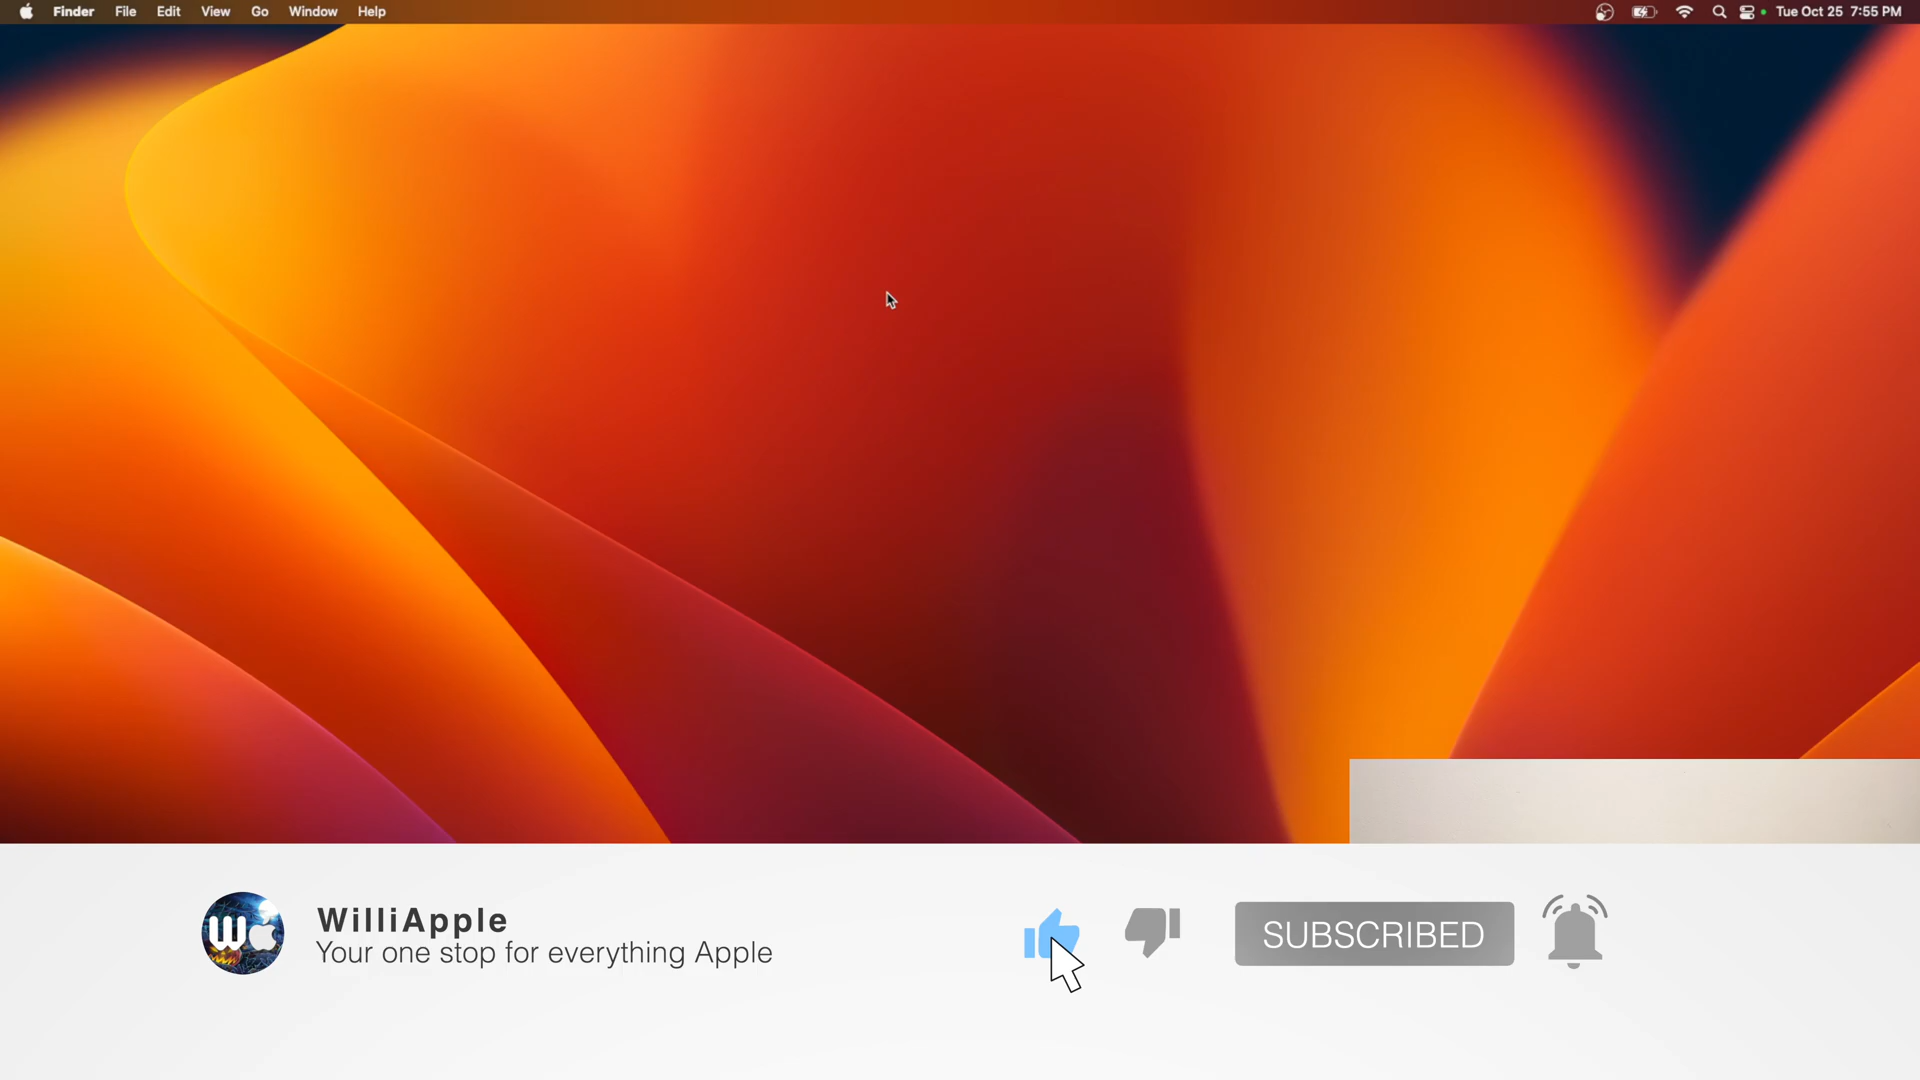 Finder File Edit View Go Window Help Tue Oct 25 7:55 PM
W
WilliApple
Your one stop for everything Apple
SUBSCRIBED